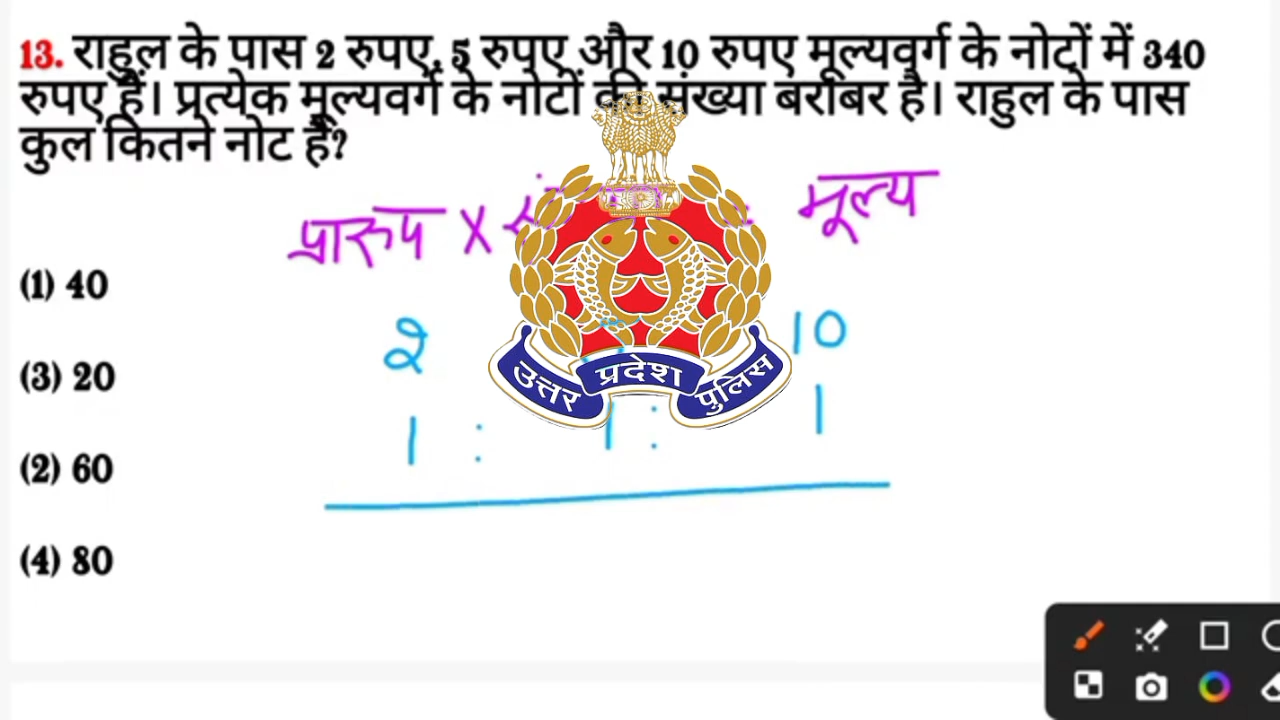 13. राहुल के पास 2 रुपए, 5 रुपए और 10 रुपए मूल्यवर्ग के नोटों में 340
रुपए हैं। प्रत्येक मूल्यवर्ग के नोटों की संख्या बराबर है। राहुल के पास
कुल कितने नोट हैं?
प्रारुप X = मूल्य
(1) 40
2 10
उत्तर प्रदेश पुलिस
(3) 20
1 : 1 : 1
(2) 60
(4) 80